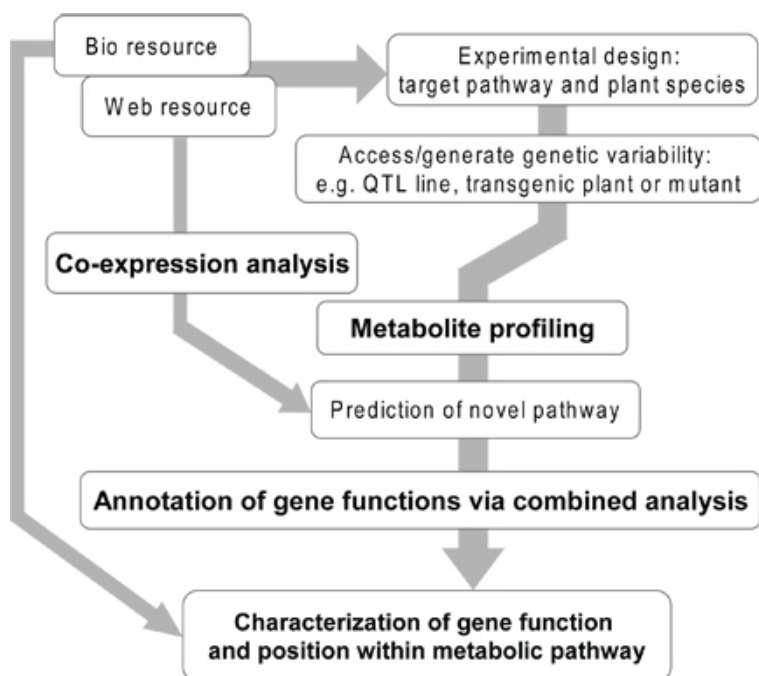 Bio resource
Web resource
Experimental design:
target pathway and plant species
Access/generate genetic variability:
e.g. QTL line, transgenic plant or mutant
Co-expression analysis
Metabolite profiling
Prediction of novel pathway
Annotation of gene functions via combined analysis
Characterization of gene function
and position within metabolic pathway